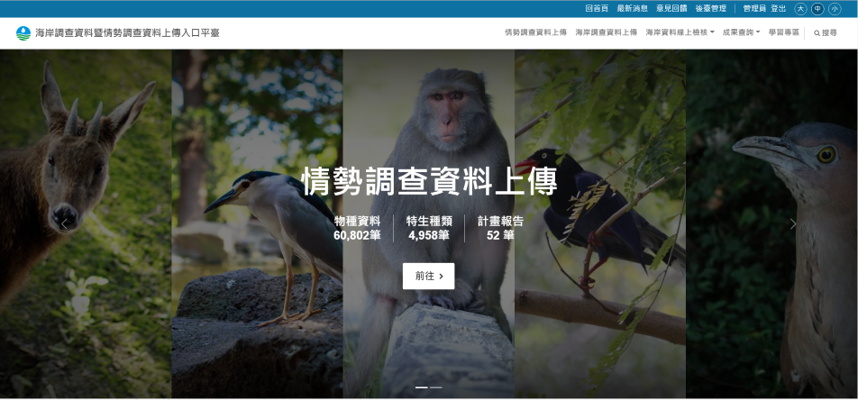 回首頁 最新消息 意見回饋 後臺管理 | 管理員 登出 大 中 小
海岸調查資料暨情勢調查資料上傳入口平臺
情勢調查資料上傳 海岸調查資料上傳 海岸資料線上檢核 成果查詢 學習專區 搜尋
情勢調查資料上傳
物種資料 特生種類 計畫報告
60,802筆 4,958筆 52 筆
前往